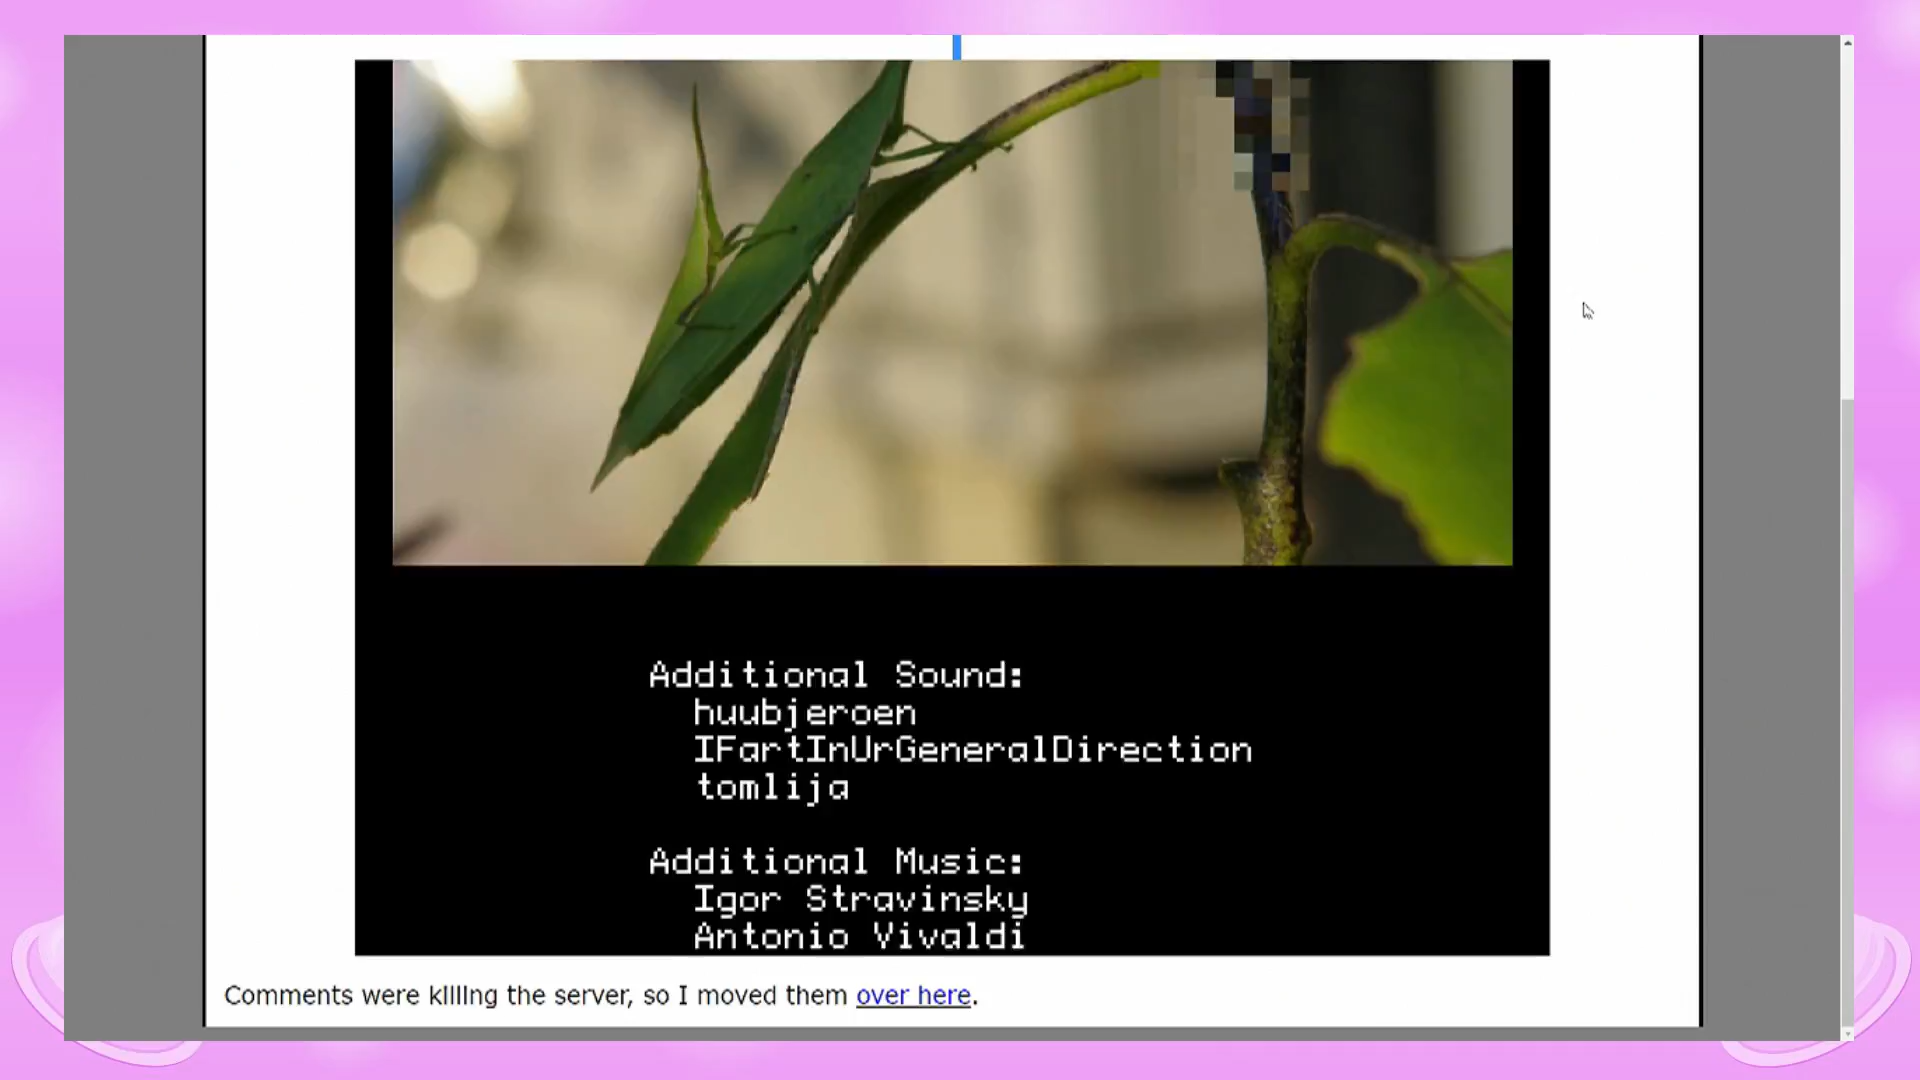 Additional Sound:
huubjeroen
IFartInUrGeneralDirection
tomlija
Additional Music:
Igor Stravinsky
Antonio Vivaldi
Comments were killing the server, so I moved them over here.